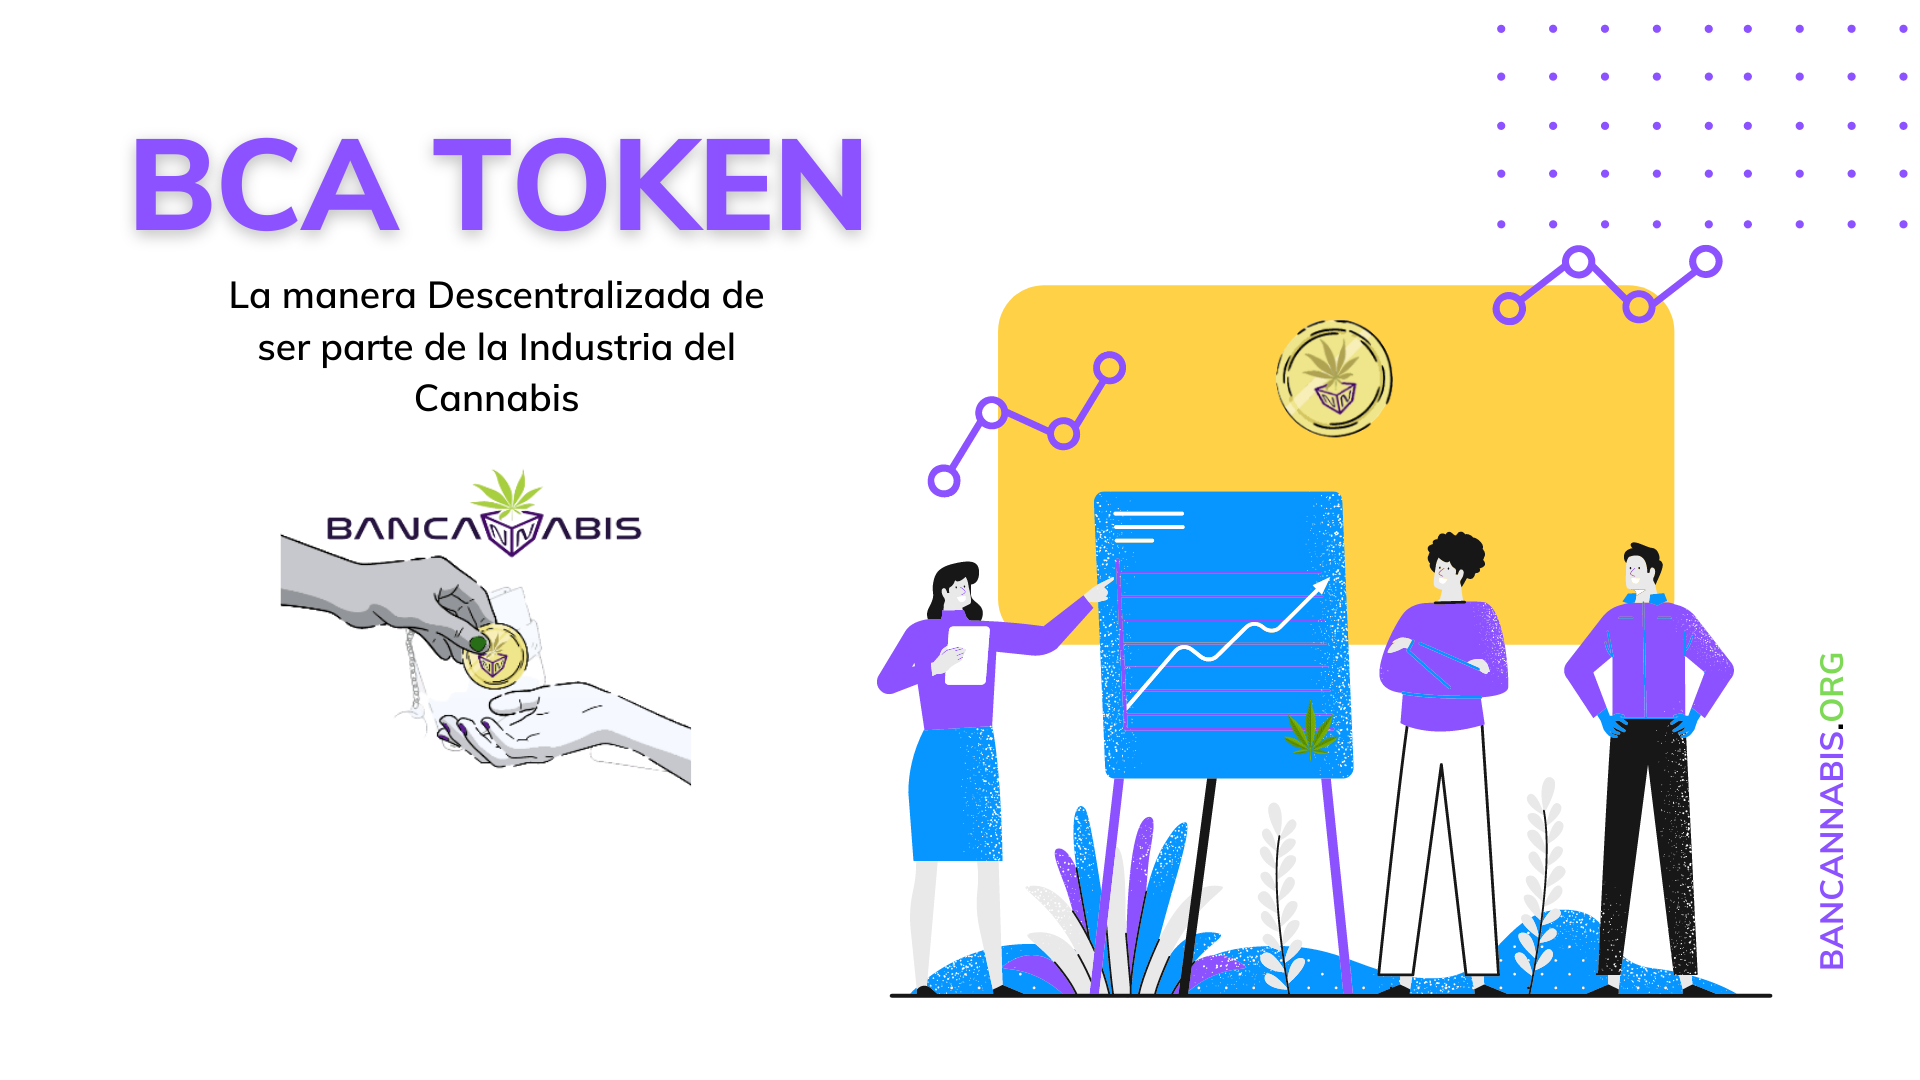 BCA TOKEN
La manera Descentralizada de
ser parte de la Industria del
Cannabis
BANCANNABIS
BANCANNABIS.ORG